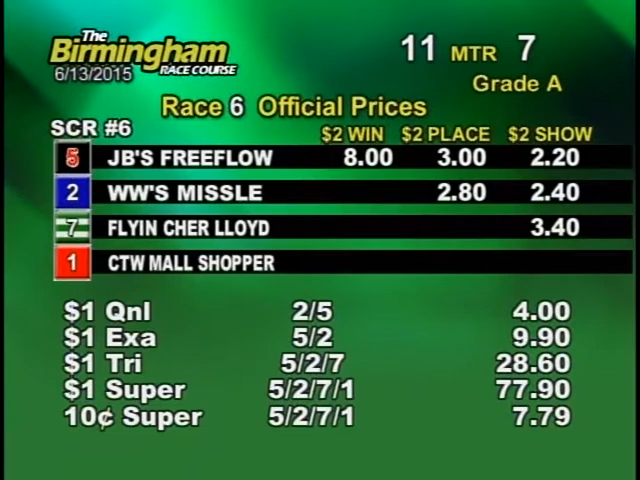 The
Birmingham
RACE COURSE
6/13/2015
11 MTR 7
Grade A
Race 6 Official Prices
SCR #6
$2 WIN $2 PLACE $2 SHOW
5 JB'S FREEFLOW 8.00 3.00 2.20
2 WW'S MISSLE 2.80 2.40
7 FLYIN CHER LLOYD 3.40
1 CTW MALL SHOPPER
$1 Qnl 2/5 4.00
$1 Exa 5/2 9.90
$1 Tri 5/2/7 28.60
$1 Super 5/2/7/1 77.90
10¢ Super 5/2/7/1 7.79